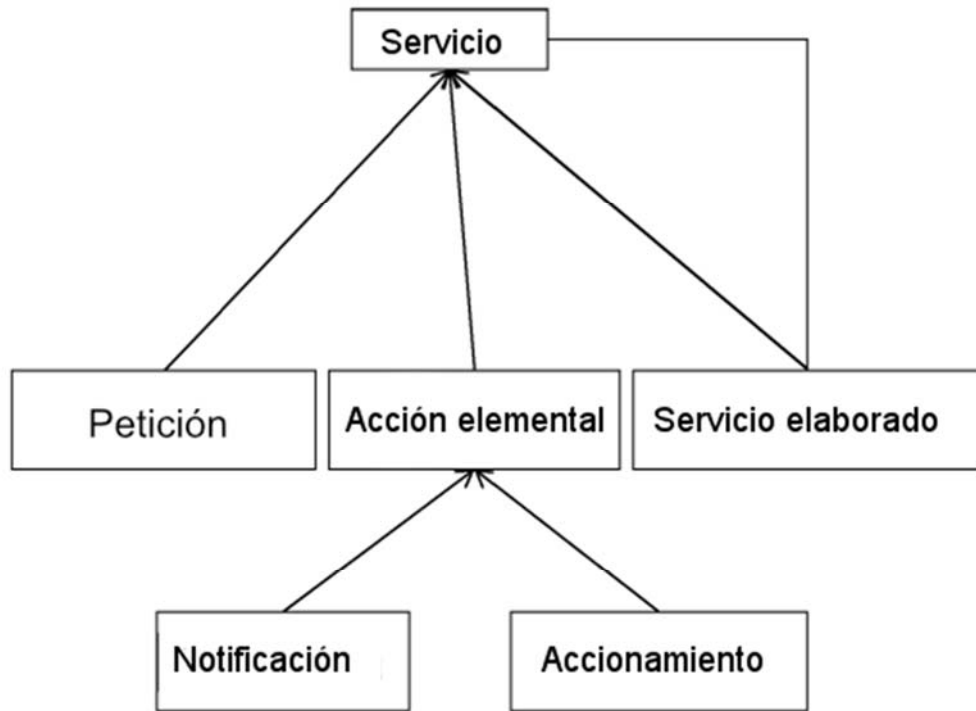 Servicio
Petición
Acción elemental
Servicio elaborado
Notificación
Accionamiento